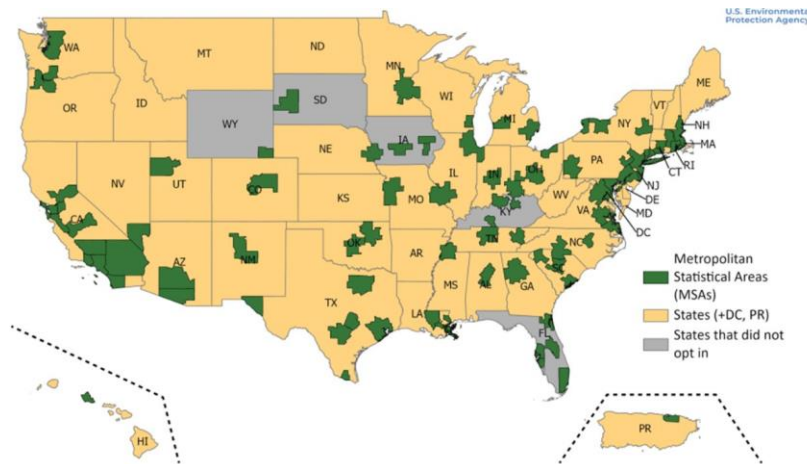 U.S. Environmental
Protection Agency
WA
MT
ND
MN
ME
OR
ID
WY
SD
WI
MI
NY
VT
NH
MA
RI
CT
NJ
DE
MD
DC
NV
UT
CO
NE
IA
IL
IN
OH
PA
WV
VA
CA
KS
MO
KY
AZ
NM
OK
AR
TN
NC
SC
TX
LA
MS
AL
GA
FL
HI
PR
Metropolitan
Statistical Areas
(MSAs)
States (+DC, PR)
States that did not
opt in